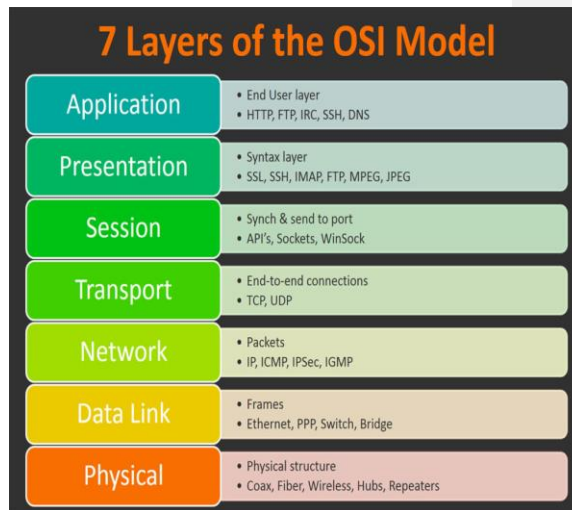 7 Layers of the OSI Model
Application
• End User layer
• HTTP, FTP, IRC, SSH, DNS
Presentation
• Syntax layer
• SSL, SSH, IMAP, FTP, MPEG, JPEG
Session
• Synch & send to port
• API's, Sockets, WinSock
Transport
• End-to-end connections
• TCP, UDP
Network
• Packets
• IP, ICMP, IPSec, IGMP
Data Link
• Frames
• Ethernet, PPP, Switch, Bridge
Physical
• Physical structure
• Coax, Fiber, Wireless, Hubs, Repeaters